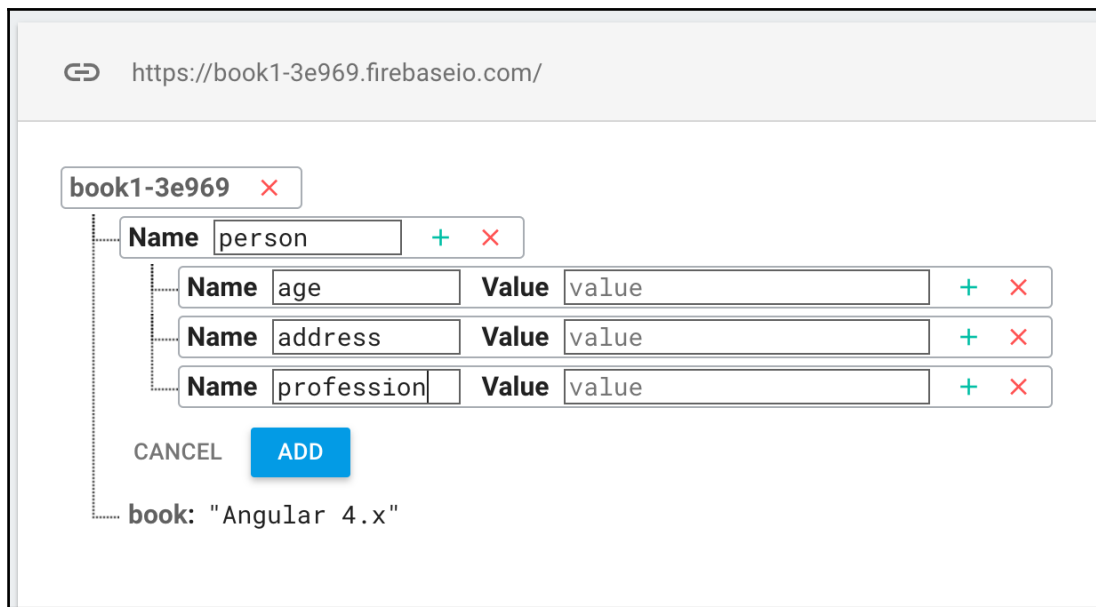 https://book1-3e969.firebaseio.com/
book1-3e969
Name person
Name age Value value
Name address Value value
Name profession Value value
CANCEL ADD
book: "Angular 4.x"